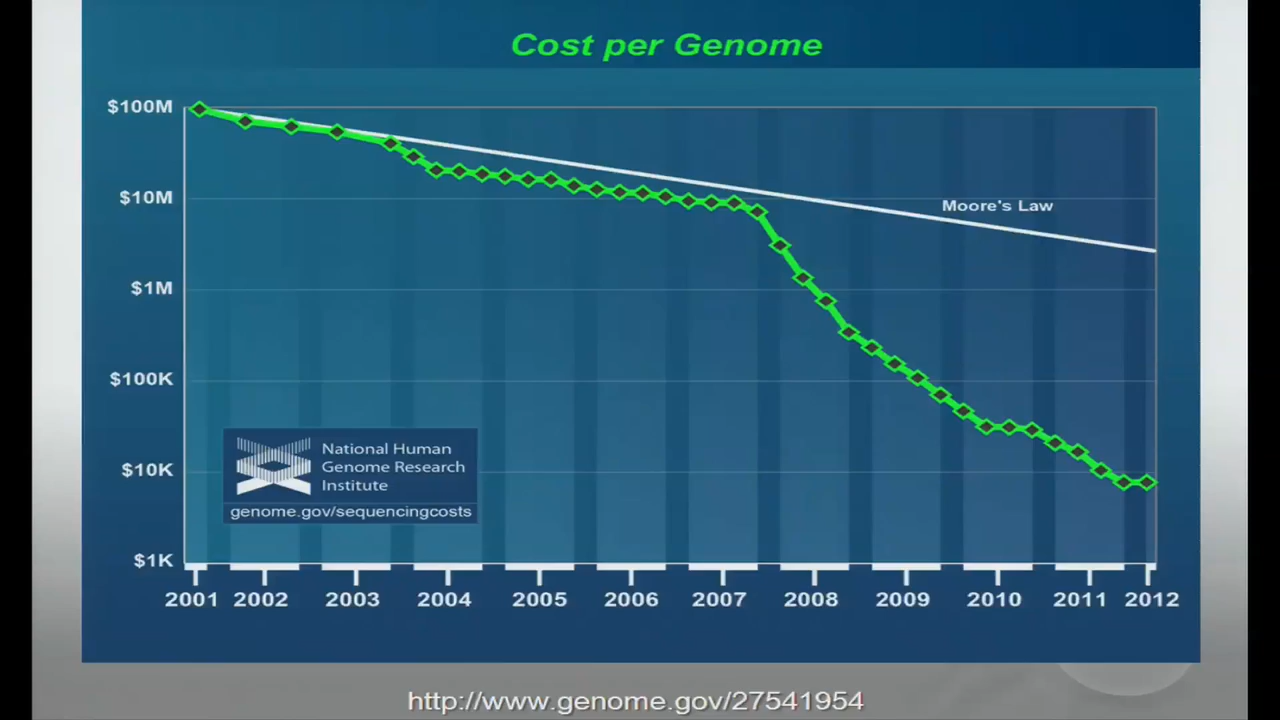 Cost per Genome
$100M
$10M
$1M
$100K
$10K
$1K
Moore's Law
National Human
Genome Research
Institute
genome.gov/sequencingcosts
2001 2002 2003 2004 2005 2006 2007 2008 2009 2010 2011 2012
http://www.genome.gov/27541954